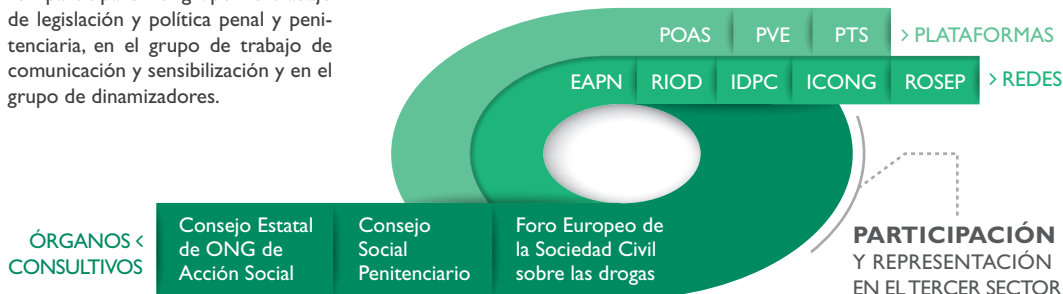 de legislación y política penal y peni-
tenciaria, en el grupo de trabajo de
comunicación y sensibilización y en el
grupo de dinamizadores.
POAS PVE PTS > PLATAFORMAS
EAPN RIOD IDPC ICONG ROSEP > REDES
ÓRGANOS <
CONSULTIVOS
Consejo Estatal
de ONG de
Acción Social
Consejo
Social
Penitenciario
Foro Europeo de
la Sociedad Civil
sobre las drogas
PARTICIPACIÓN
Y REPRESENTACIÓN
EN EL TERCER SECTOR